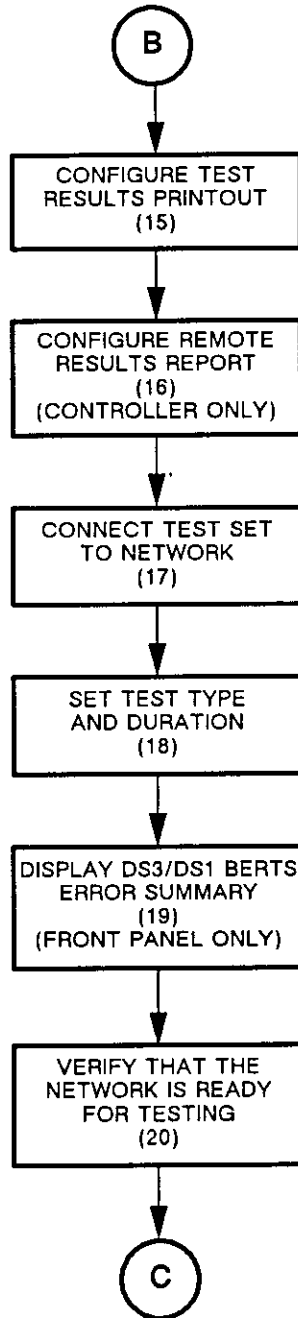 B
CONFIGURE TEST
RESULTS PRINTOUT
(15)
CONFIGURE REMOTE
RESULTS REPORT
(16)
(CONTROLLER ONLY)
CONNECT TEST SET
TO NETWORK
(17)
SET TEST TYPE
AND DURATION
(18)
DISPLAY DS3/DS1 BERTS
ERROR SUMMARY
(19)
(FRONT PANEL ONLY)
VERIFY THAT THE
NETWORK IS READY
FOR TESTING
(20)
C